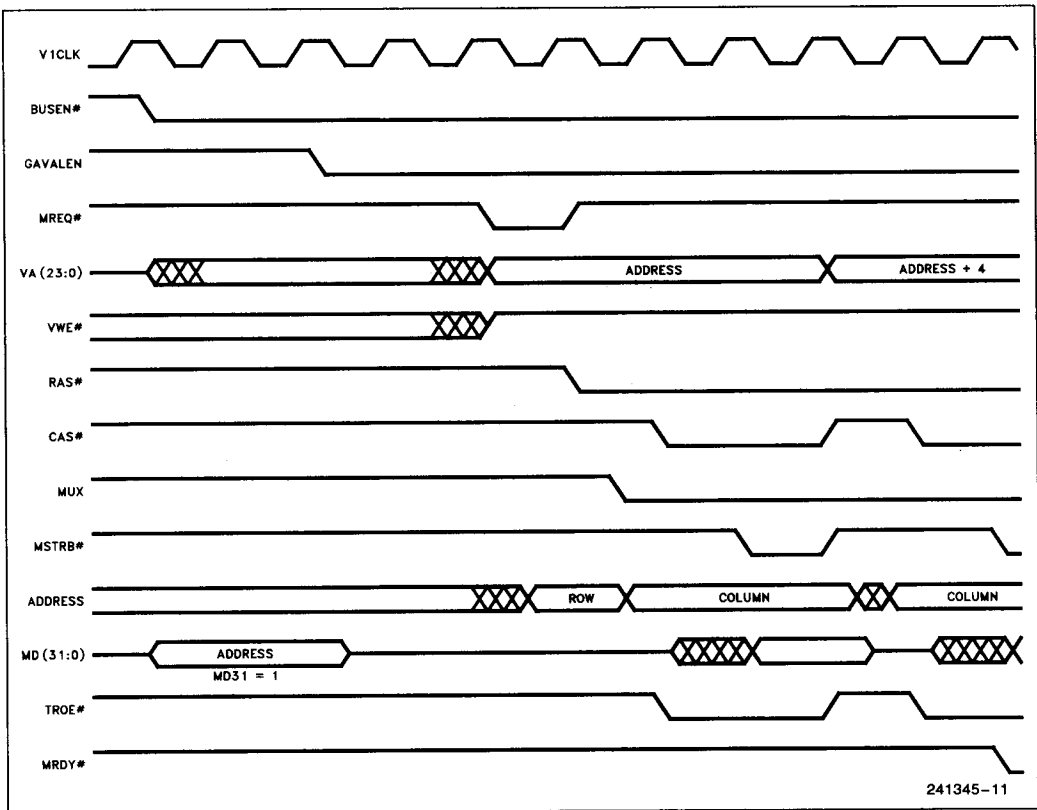 V1CLK
BUSEN#
GAVALEN
MREQ#
VA (23:0) ADDRESS ADDRESS + 4
VWE#
RAS#
CAS#
MUX
MSTRB#
ADDRESS ROW COLUMN COLUMN
MD (31:0) ADDRESS
MD31 = 1
TROE#
MRDY#
241345-11